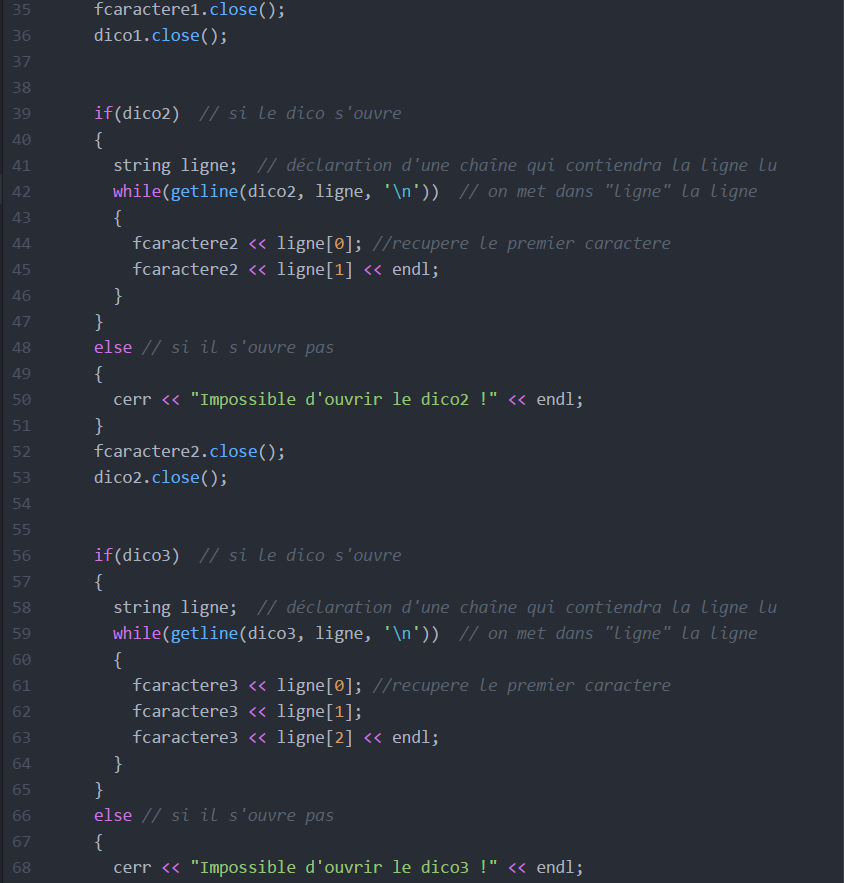 35 fcaractere1.close();
36 dico1.close();
37
38
39 if(dico2)  // si le dico s'ouvre
40 {
41 string ligne;  // déclaration d'une chaîne qui contiendra la ligne lu
42 while(getline(dico2, ligne, '\n'))  // on met dans "ligne" la ligne
43 {
44 fcaractere2 << ligne[0]; //recupere le premier caractere
45 fcaractere2 << ligne[1] << endl;
46 }
47 }
48 else // si il s'ouvre pas
49 {
50 cerr << "Impossible d'ouvrir le dico2 !" << endl;
51 }
52 fcaractere2.close();
53 dico2.close();
54
55
56 if(dico3)  // si le dico s'ouvre
57 {
58 string ligne;  // déclaration d'une chaîne qui contiendra la ligne lu
59 while(getline(dico3, ligne, '\n'))  // on met dans "ligne" la ligne
60 {
61 fcaractere3 << ligne[0]; //recupere le premier caractere
62 fcaractere3 << ligne[1];
63 fcaractere3 << ligne[2] << endl;
64 }
65 }
66 else // si il s'ouvre pas
67 {
68 cerr << "Impossible d'ouvrir le dico3 !" << endl;